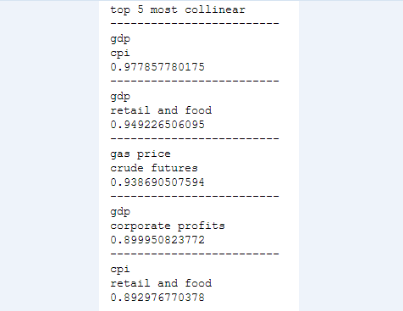 top 5 most collinear
--------------------------
gdp
cpi
0.977857780175
--------------------------
gdp
retail and food
0.949226506095
--------------------------
gas price
crude futures
0.938690507594
--------------------------
gdp
corporate profits
0.899950823772
--------------------------
cpi
retail and food
0.892976770378